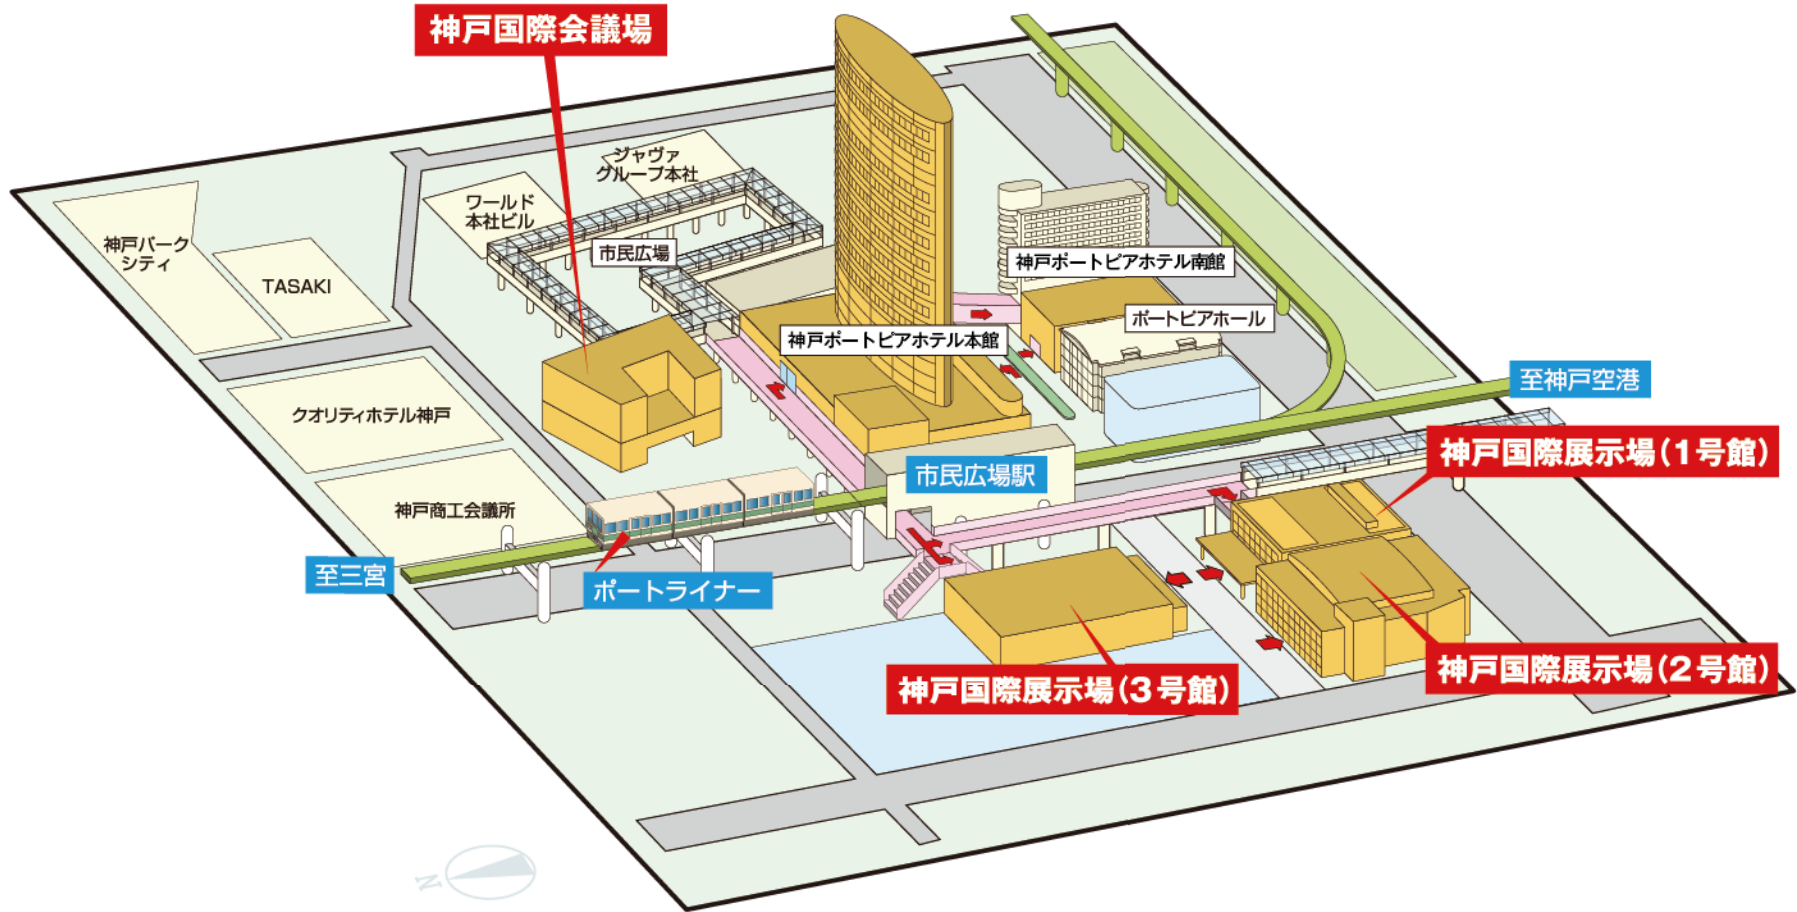 神戸国際会議場
ジャヴァ
グループ本社
ワールド
本社ビル
市民広場
神戸パーク
シティ
TASAKI
神戸ポートピアホテル南館
ポートピアホール
神戸ポートピアホテル本館
至神戸空港
クオリティホテル神戸
神戸国際展示場(1号館)
市民広場駅
神戸商工会議所
至三宮
ポートライナー
神戸国際展示場(2号館)
神戸国際展示場(3号館)
N